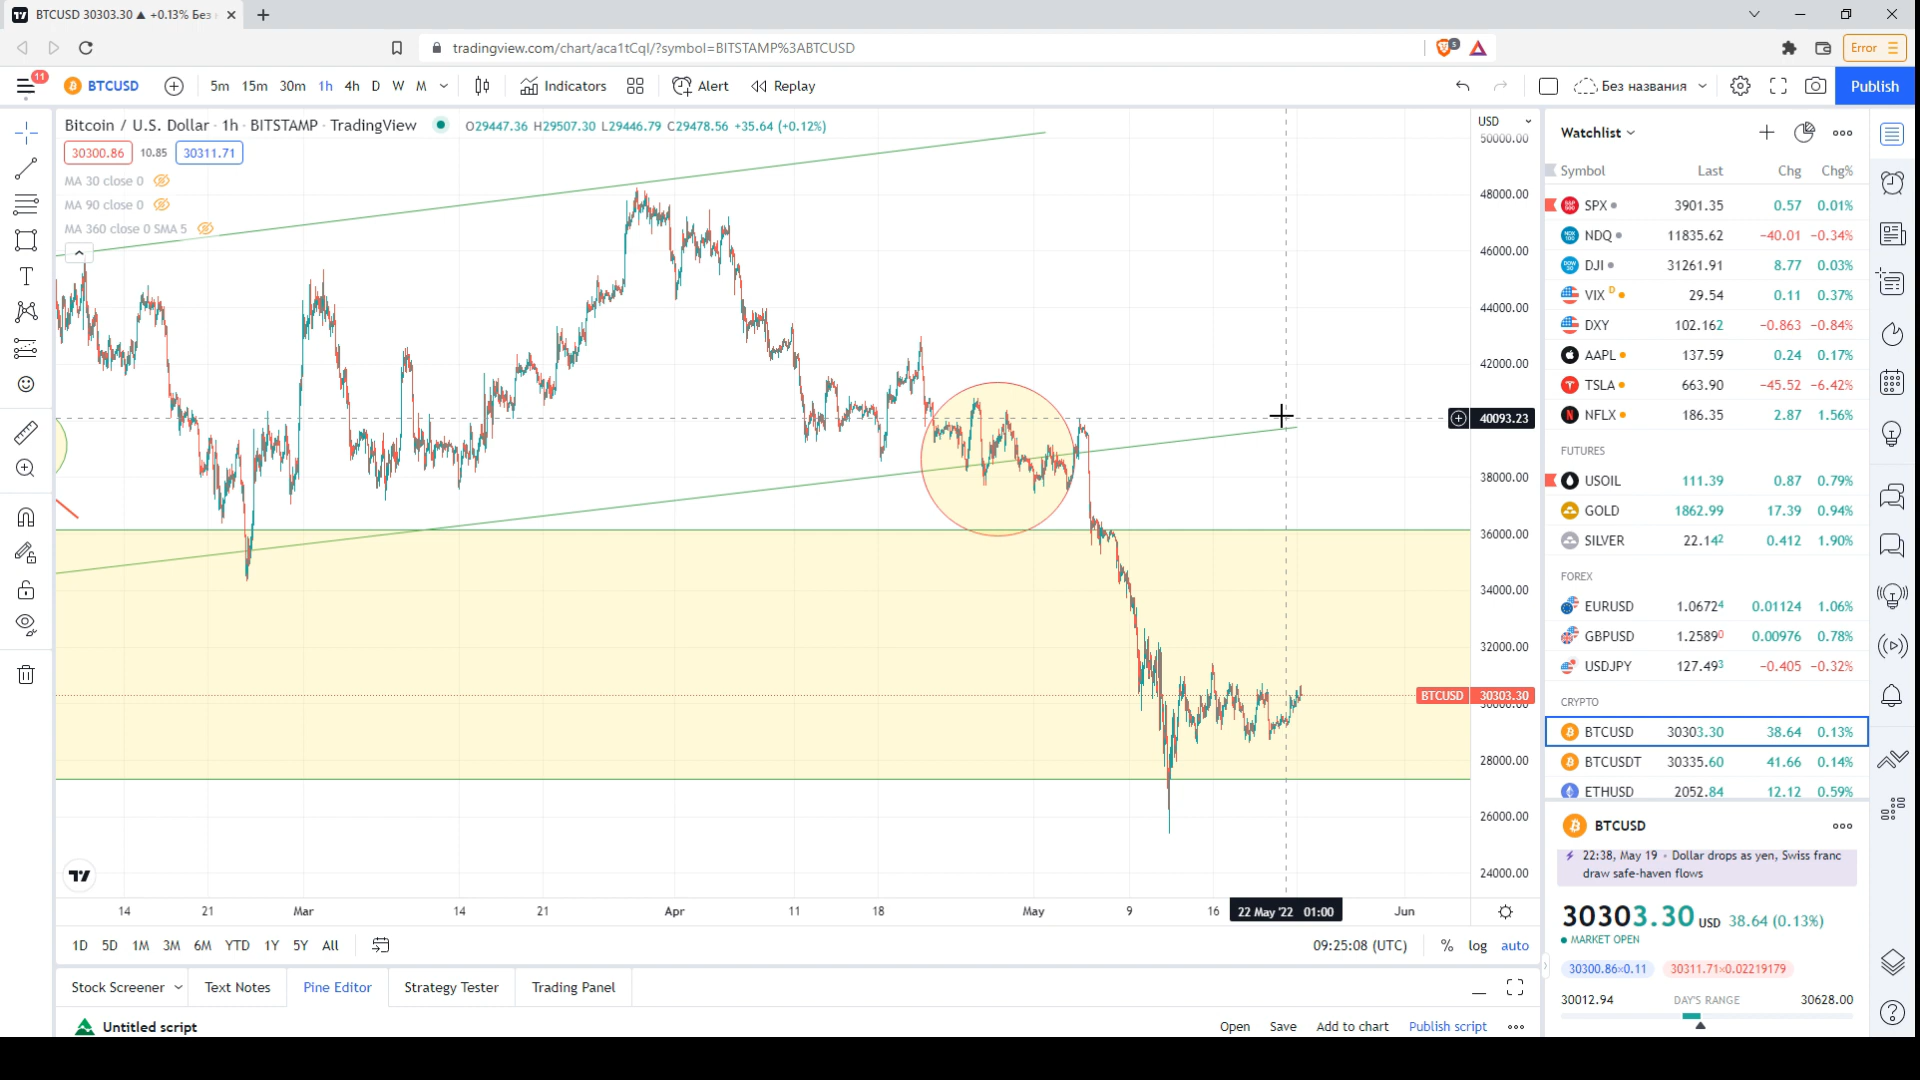 BTCUSD 30303.30 ▲ +0.13% Без
tradingview.com/chart/aca1tCql/?symbol=BITSTAMP%3ABTCUSD
5
Error
11
BTCUSD
5m 15m 30m 1h 4h D W M
Indicators
Alert
Replay
Без названия
Publish
Bitcoin / U.S. Dollar · 1h · BITSTAMP · TradingView
O29447.36 H29507.30 L29446.79 C29478.56 +35.64 (+0.12%)
30300.86 10.85 30311.71
MA 30 close 0
MA 90 close 0
MA 360 close 0 SMA 5
USD
50000.00
48000.00
46000.00
44000.00
42000.00
40093.23
38000.00
36000.00
34000.00
32000.00
BTCUSD 30303.30
30000.00
28000.00
26000.00
24000.00
14 21 Mar 14 21 Apr 11 18 May 9 16 22 May '22 01:00 Jun
1D 5D 1M 3M 6M YTD 1Y 5Y All
09:25:08 (UTC) % log auto
Stock Screener Text Notes Pine Editor Strategy Tester Trading Panel
Untitled script
Open Save Add to chart Publish script
Watchlist
Symbol Last Chg Chg%
SPX 3901.35 0.57 0.01%
NDQ 11835.62 −40.01 −0.34%
DJI 31261.91 8.77 0.03%
VIX D 29.54 0.11 0.37%
DXY 102.162 −0.863 −0.84%
AAPL 137.59 0.24 0.17%
TSLA 663.90 −45.52 −6.42%
NFLX 186.35 2.87 1.56%
FUTURES
USOIL 111.39 0.87 0.79%
GOLD 1862.99 17.39 0.94%
SILVER 22.142 0.412 1.90%
FOREX
EURUSD 1.06724 0.01124 1.06%
GBPUSD 1.25890 0.00976 0.78%
USDJPY 127.493 −0.405 −0.32%
CRYPTO
BTCUSD 30303.30 38.64 0.13%
BTCUSDT 30335.60 41.66 0.14%
ETHUSD 2052.84 12.12 0.59%
BTCUSD
22:38, May 19 · Dollar drops as yen, Swiss franc
draw safe-haven flows
30303.30 USD 38.64 (0.13%)
MARKET OPEN
30300.86×0.11 30311.71×0.02219179
30012.94 DAY'S RANGE 30628.00